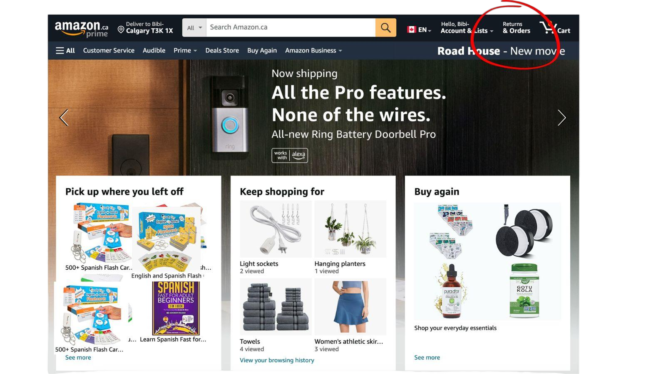 amazon.ca
prime
Deliver to Bibi-
Calgary T3K 1X
All
Search Amazon.ca
EN
Hello, Bibi-
Account & Lists
Returns
& Orders
Cart
All
Customer Service
Audible
Prime
Deals Store
Buy Again
Amazon Business
Road House - New movie
Now shipping
All the Pro features.
None of the wires.
All-new Ring Battery Doorbell Pro
works with alexa
Pick up where you left off
500+ Spanish Flash Car...
English and Spanish Flash
SPANISH
BEGINNERS
500+ Spanish Flash Car...
Learn Spanish Fast for...
See more
Keep shopping for
Light sockets
2 viewed
Hanging planters
1 viewed
Towels
4 viewed
Women's athletic skir...
3 viewed
View your browsing history
Buy again
Shop your everyday essentials
See more